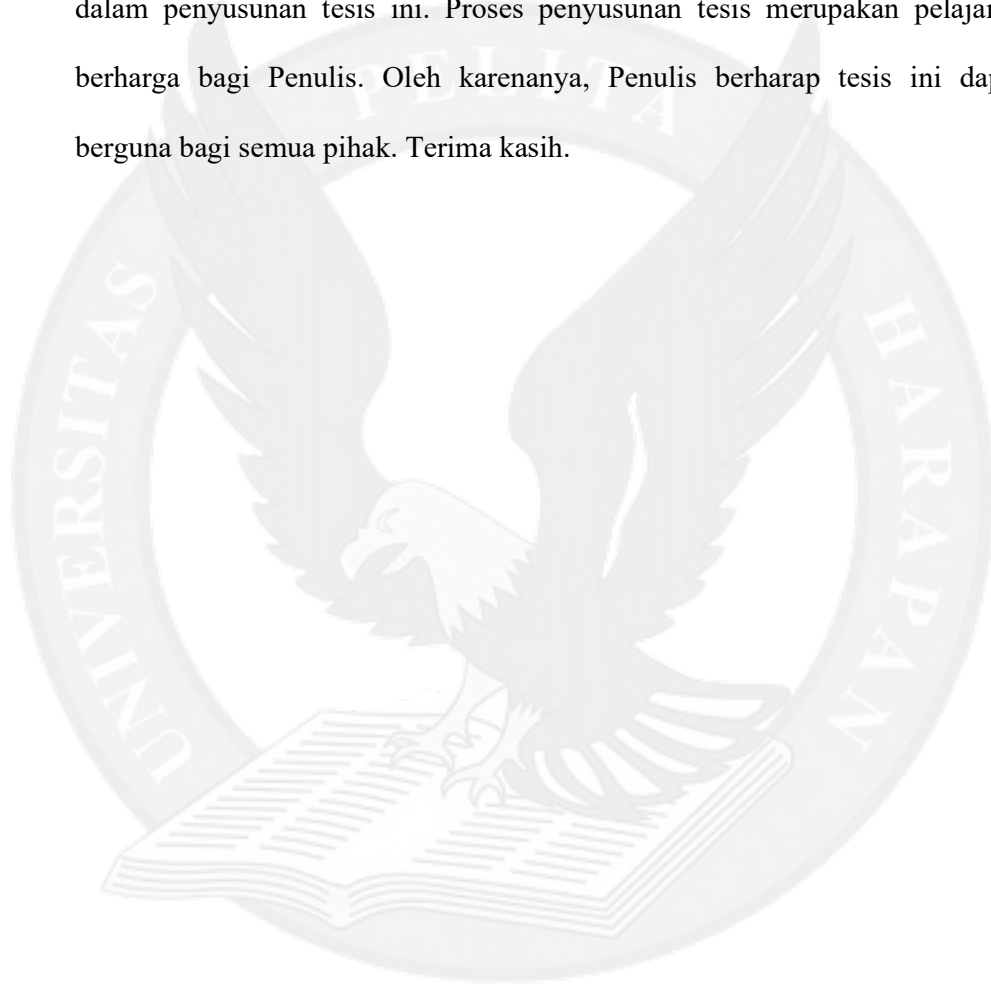 dalam penyusunan tesis ini. Proses penyusunan tesis merupakan pelajar
berharga bagi Penulis. Oleh karenanya, Penulis berharap tesis ini dap
berguna bagi semua pihak. Terima kasih.
UNIVERSITAS PELITA HARAPAN